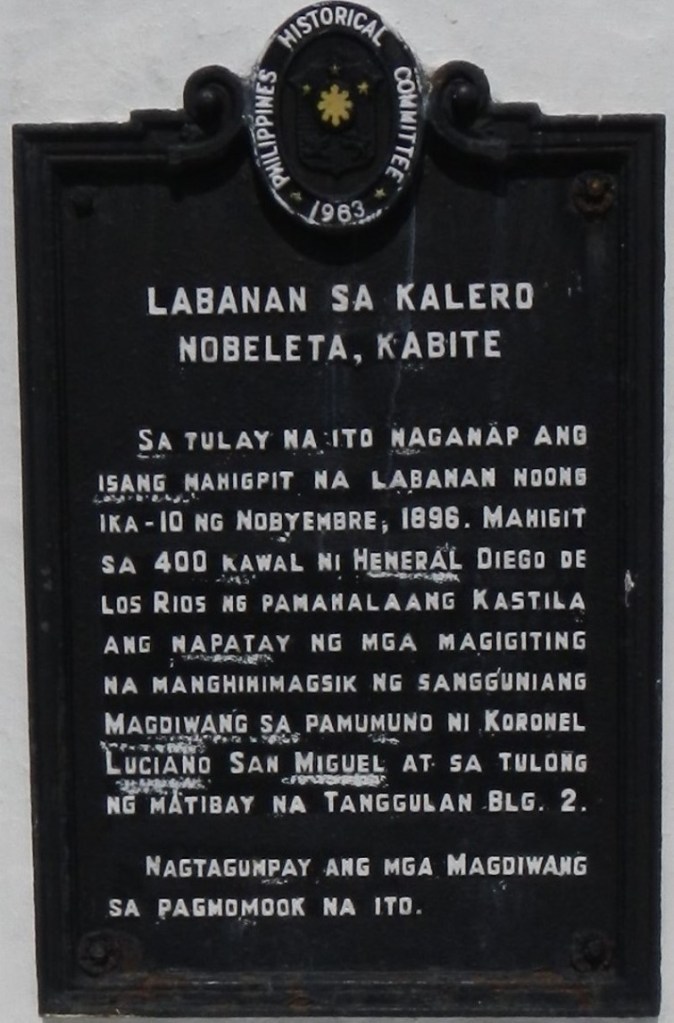 PHILIPPINES HISTORICAL COMMITTEE
1963
LABANAN SA KALERO
NOBELETA, KABITE
SA TULAY NA ITO NAGANAP ANG
ISANG MAHIGPIT NA LABANAN NOONG
IKA-10 NG NOBYEMBRE, 1896. MAHIGIT
SA 400 KAWAL NI HENERAL DIEGO DE
LOS RIOS NG PAMAHALAANG KASTILA
ANG NAPATAY NG MGA MAGIGITING
NA MANGHIHIMAGSIK NG SANGGUNIANG
MAGDIWANG SA PAMUMUNO NI KORONEL
LUCIANO SAN MIGUEL AT SA TULONG
NG MATIBAY NA TANGGULAN BLG. 2.
NAGTAGUMPAY ANG MGA MAGDIWANG
SA PAGHOMOOK NA ITO.